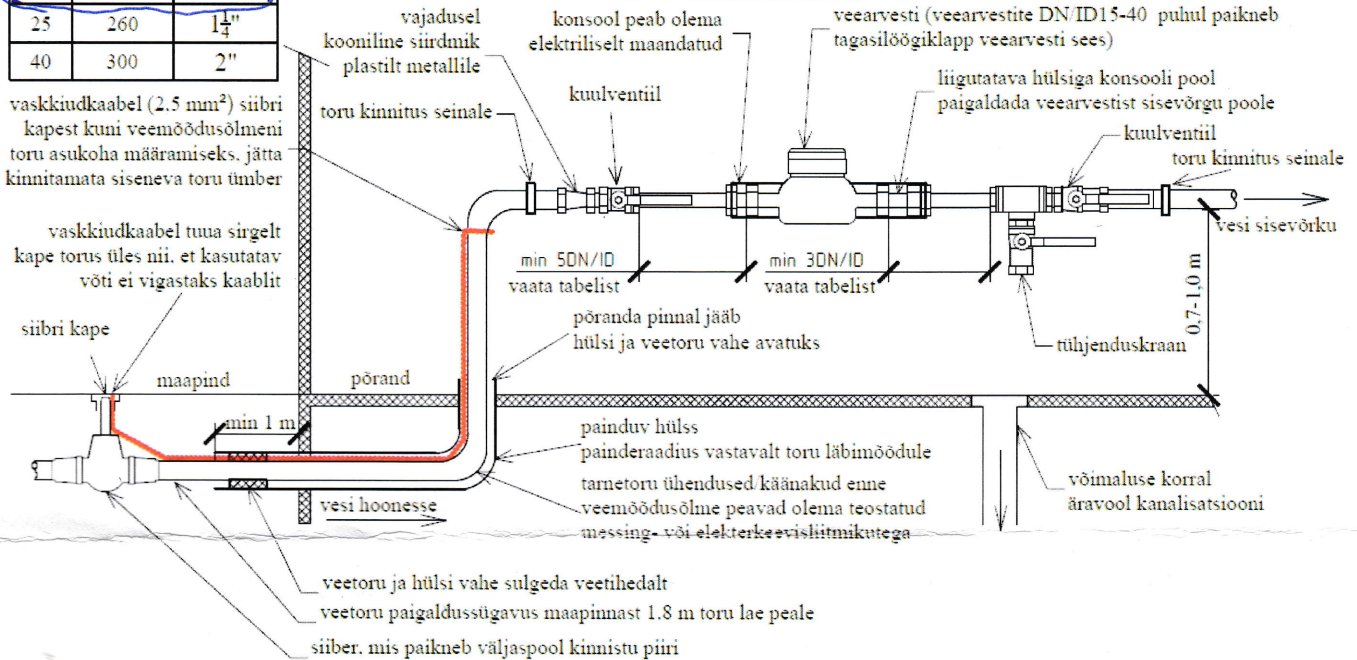 25 260 1¼"
40 300 2"
vajadusel
kooniline siirdmik
plastilt metallile
konsool peab olema
elektriliselt maandatud
veearvesti (veearvestite DN/ID15-40 puhul paikneb
tagasilöögiklapp veearvesti sees)
vaskkiudkaabel (2.5 mm²) siibri
kapest kuni veemõõdusõlmeni
toru asukoha määramiseks. jätta
kinnitamata siseneva toru ümber
toru kinnitus seinale
kuulventiil
liigutatava hülsiga konsooli pool
paigaldada veearvestist sisevõrgu poole
kuulventiil
toru kinnitus seinale
vesi sisevõrku
vaskkiudkaabel tuua sirgelt
kape torus üles nii. et kasutatav
võti ei vigastaks kaablit
min 5DN/ID
vaata tabelist
min 3DN/ID
vaata tabelist
0,7-1,0 m
siibri kape
põranda pinnal jääb
hülsi ja veetoru vahe avatuks
tühjenduskraan
maapind
põrand
min 1 m
painduv hülss
painderaadius vastavalt toru läbimõõdule
tarnetoru ühendused/käänakud enne
veemõõdusõlme peavad olema teostatud
messing- või elekterkeevisliitmikutega
võimaluse korral
äravool kanalisatsiooni
vesi hoonesse
veetoru ja hülsi vahe sulgeda veetihedalt
veetoru paigaldussügavus maapinnast 1.8 m toru lae peale
siiber. mis paikneb väljaspool kinnistu piiri